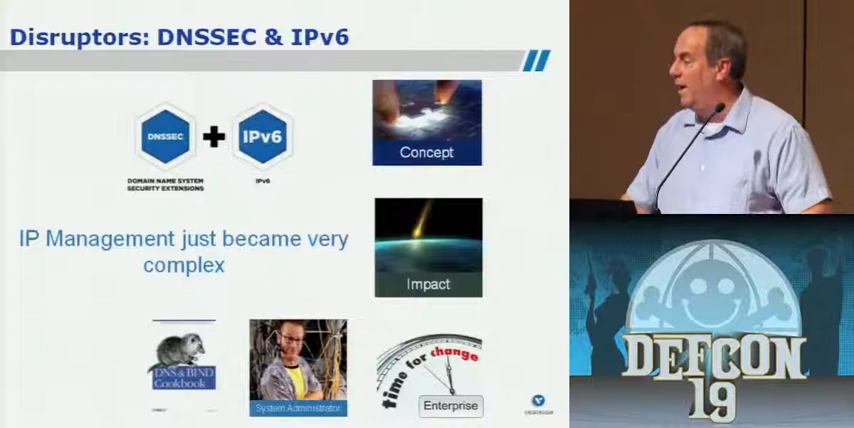 Disruptors: DNSSEC & IPv6
DNSSEC
IPv6
DOMAIN NAME SYSTEM
SECURITY EXTENSIONS
IPv6
Concept
IP Management just became very
complex
Impact
DNS & BIND
Cookbook
System Administrator
time for change
Enterprise
DEFCON
19